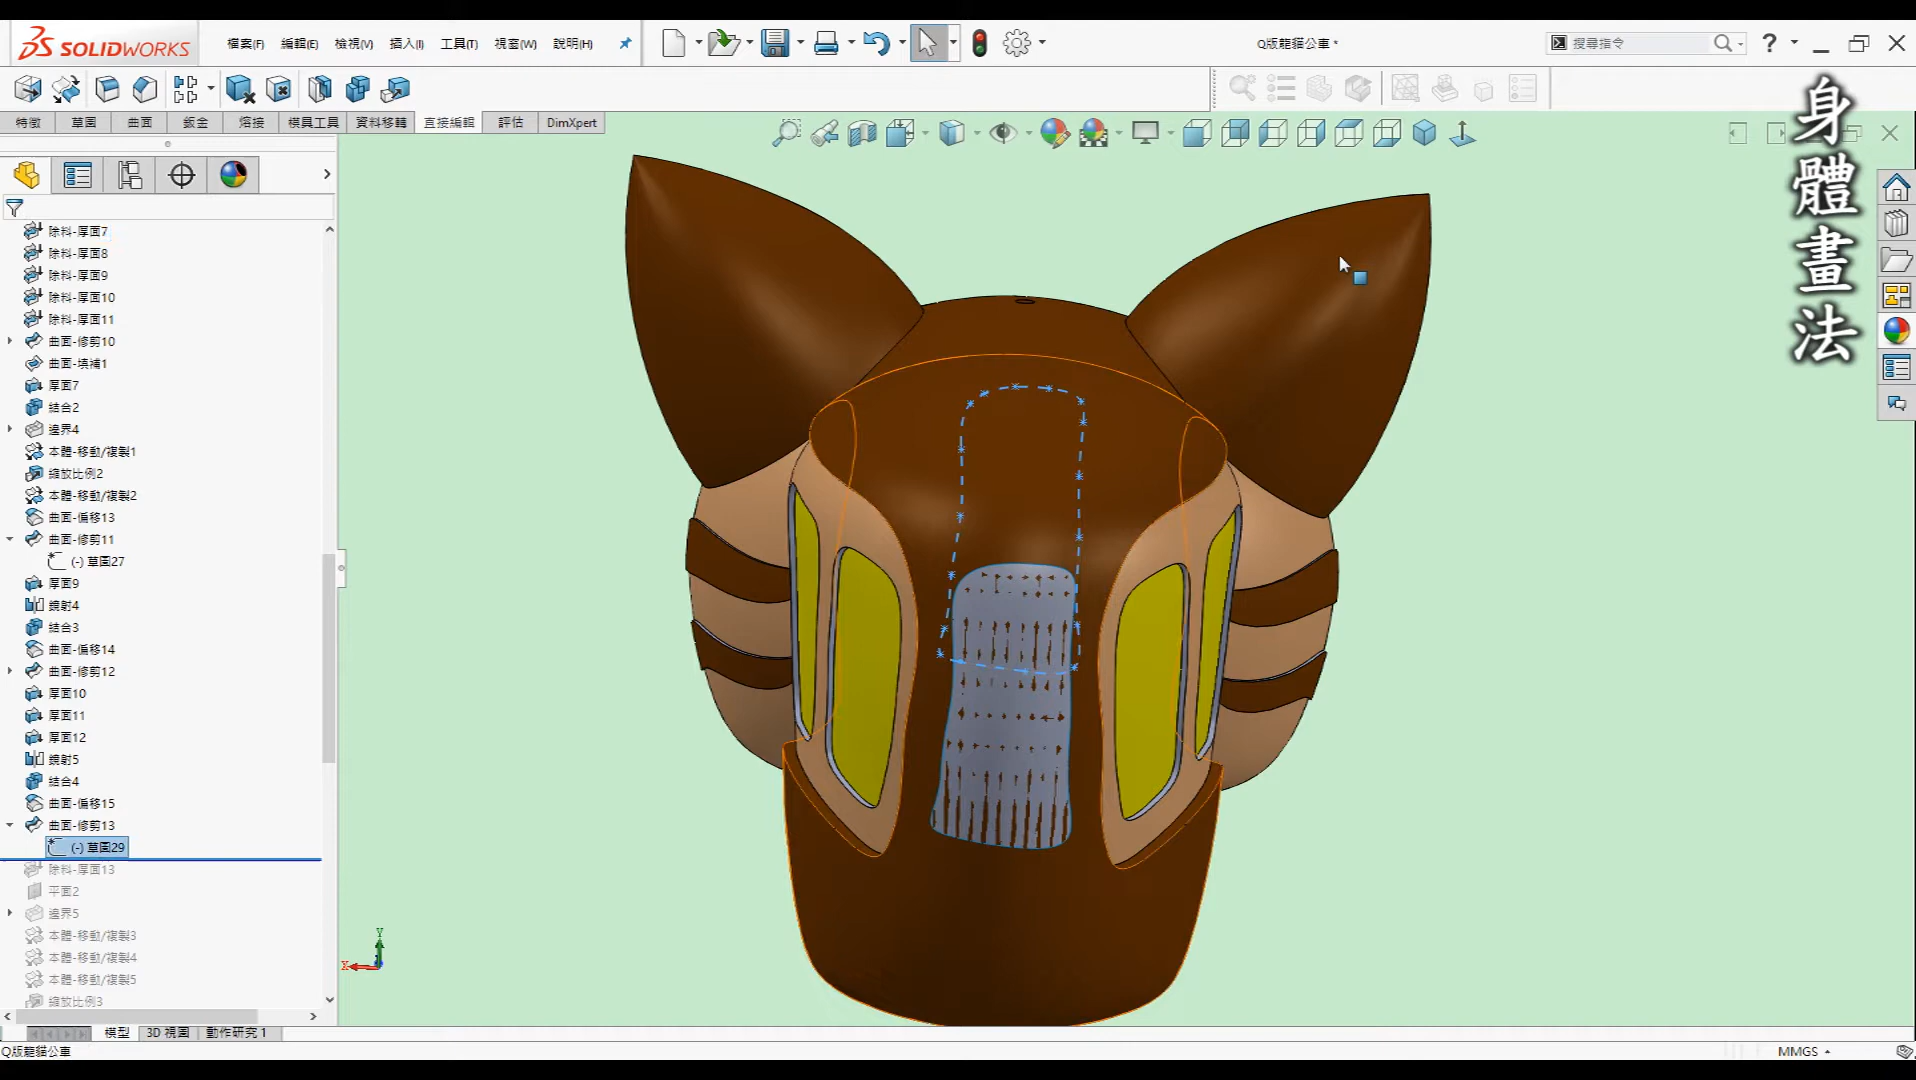 SOLIDWORKS
檔案(F) 編輯(E) 檢視(V) 插入(I) 工具(T) 視窗(W) 說明(H)
Q版龍貓公車 *
搜尋指令
特徵 草圖 曲面 鈑金 熔接 模具工具 資料移轉 直接編輯 評估 DimXpert
身體畫法
除料-厚面7
除料-厚面8
除料-厚面9
除料-厚面10
除料-厚面11
曲面-修剪10
曲面-填補1
厚面7
結合2
邊界4
本體-移動/複製1
縮放比例2
本體-移動/複製2
曲面-偏移13
曲面-修剪11
(-) 草圖27
厚面9
鏡射4
結合3
曲面-偏移14
曲面-修剪12
厚面10
厚面11
厚面12
鏡射5
結合4
曲面-偏移15
曲面-修剪13
(-) 草圖29
除料-厚面13
平面2
邊界5
本體-移動/複製3
本體-移動/複製4
本體-移動/複製5
縮放比例3
Y
X
模型 3D 視圖 動作研究 1
Q版龍貓公車
MMGS